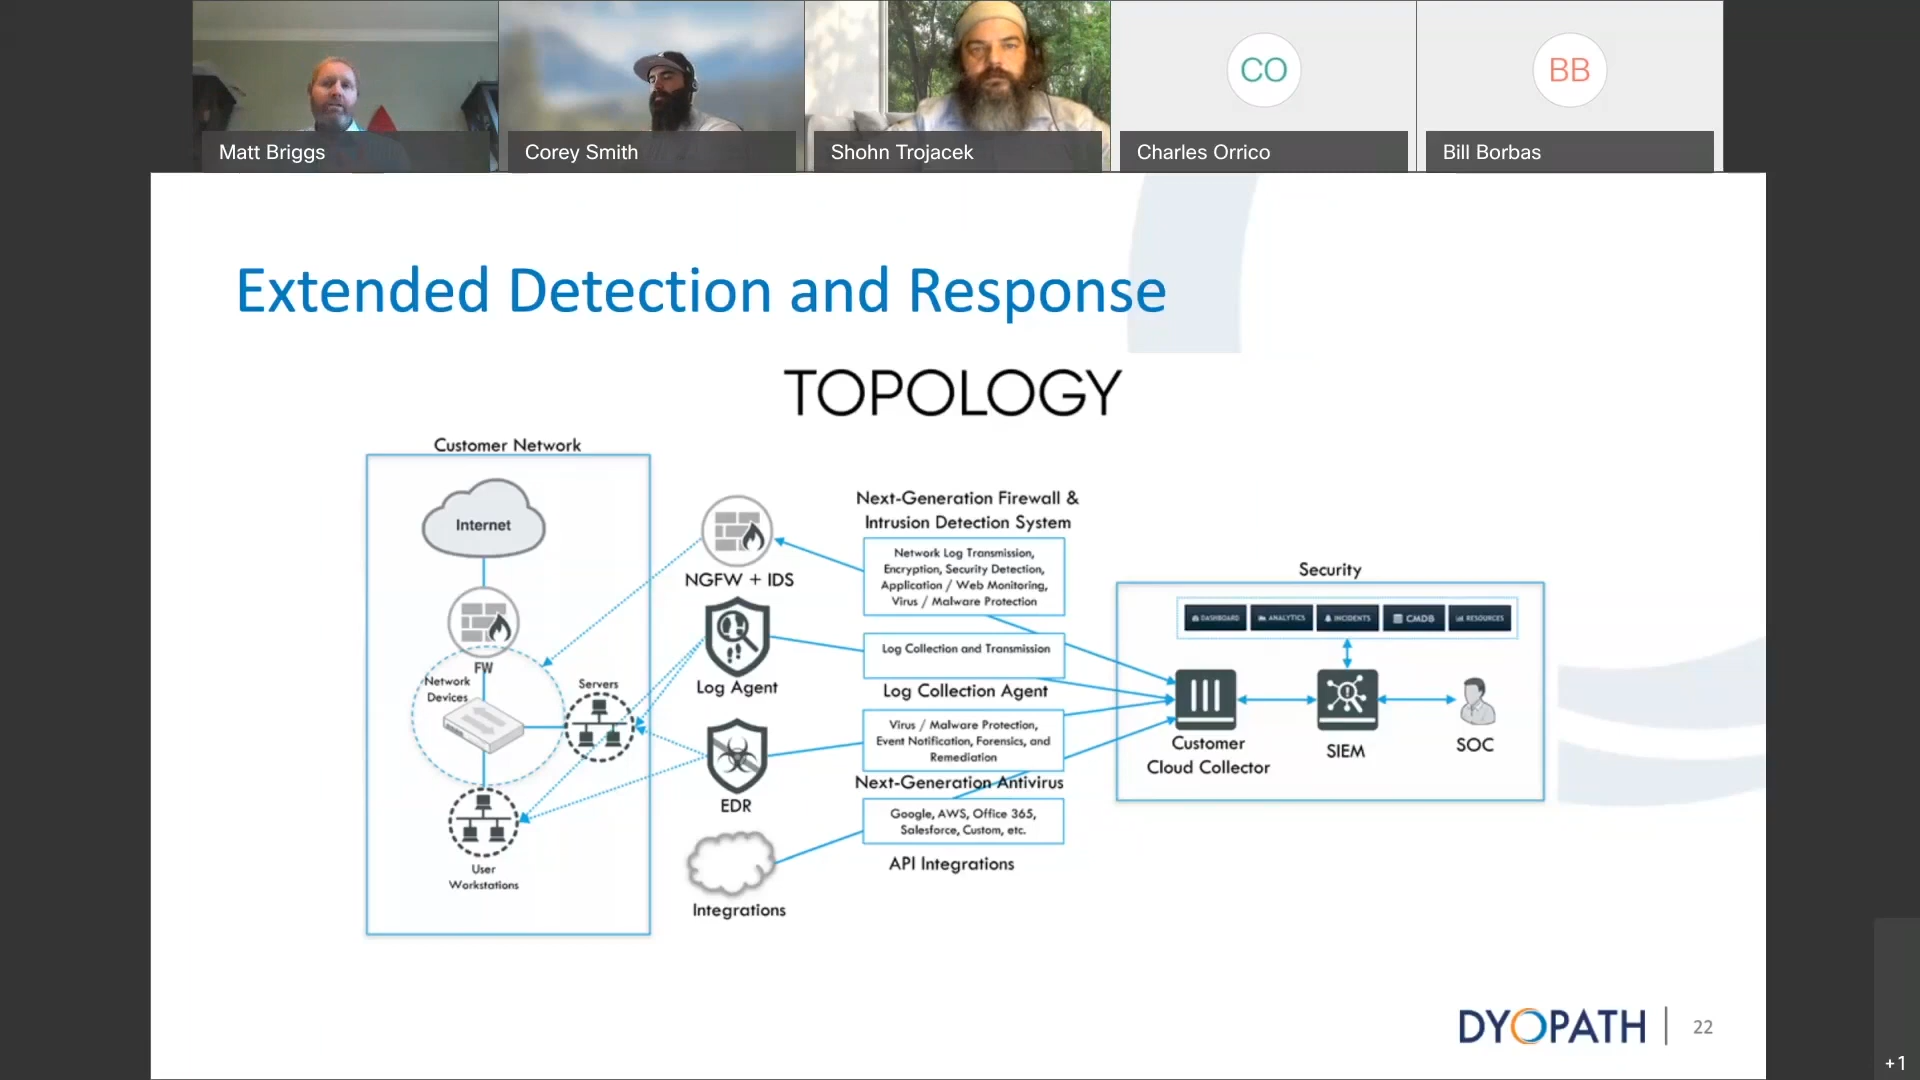 Matt Briggs
Corey Smith
Shohn Trojacek
CO
Charles Orrico
BB
Bill Borbas
Extended Detection and Response
TOPOLOGY
Customer Network
Internet
FW
Network
Devices
Servers
User
Workstations
NGFW + IDS
Log Agent
EDR
Integrations
Next-Generation Firewall &
Intrusion Detection System
Network Log Transmission,
Encryption, Security Detection,
Application / Web Monitoring,
Virus / Malware Protection
Log Collection and Transmission
Log Collection Agent
Virus / Malware Protection,
Event Notification, Forensics, and
Remediation
Next-Generation Antivirus
Google, AWS, Office 365,
Salesforce, Custom, etc.
API Integrations
Security
DASHBOARD
ANALYTICS
INCIDENTS
CMDB
RESOURCES
Customer
Cloud Collector
SIEM
SOC
DYOPATH
22
+1